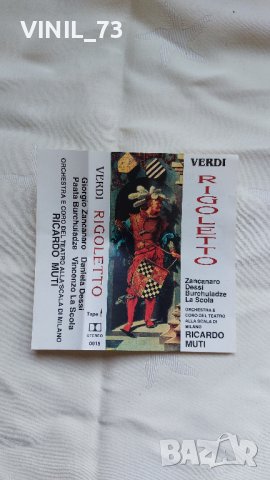 VINIL_73
VERDI
RIGOLETTO
Zancanaro
Dessi
Burchuladze
La Scola
ORCHESTRA E
CORO DEL TEATRO
ALLA SCALA DI
MILANO
RICARDO
MUTI
VERDI RIGOLETTO
Tape 1
STEREO
0015
Giorgio Zancanaro - Daniela Dessi
Paata Burchuladze - Vincenzo La Scola
ORCHESTRA E CORO DEL TEATRO ALLA SCALA DI MILANO
RICARDO MUTI
BAZAR